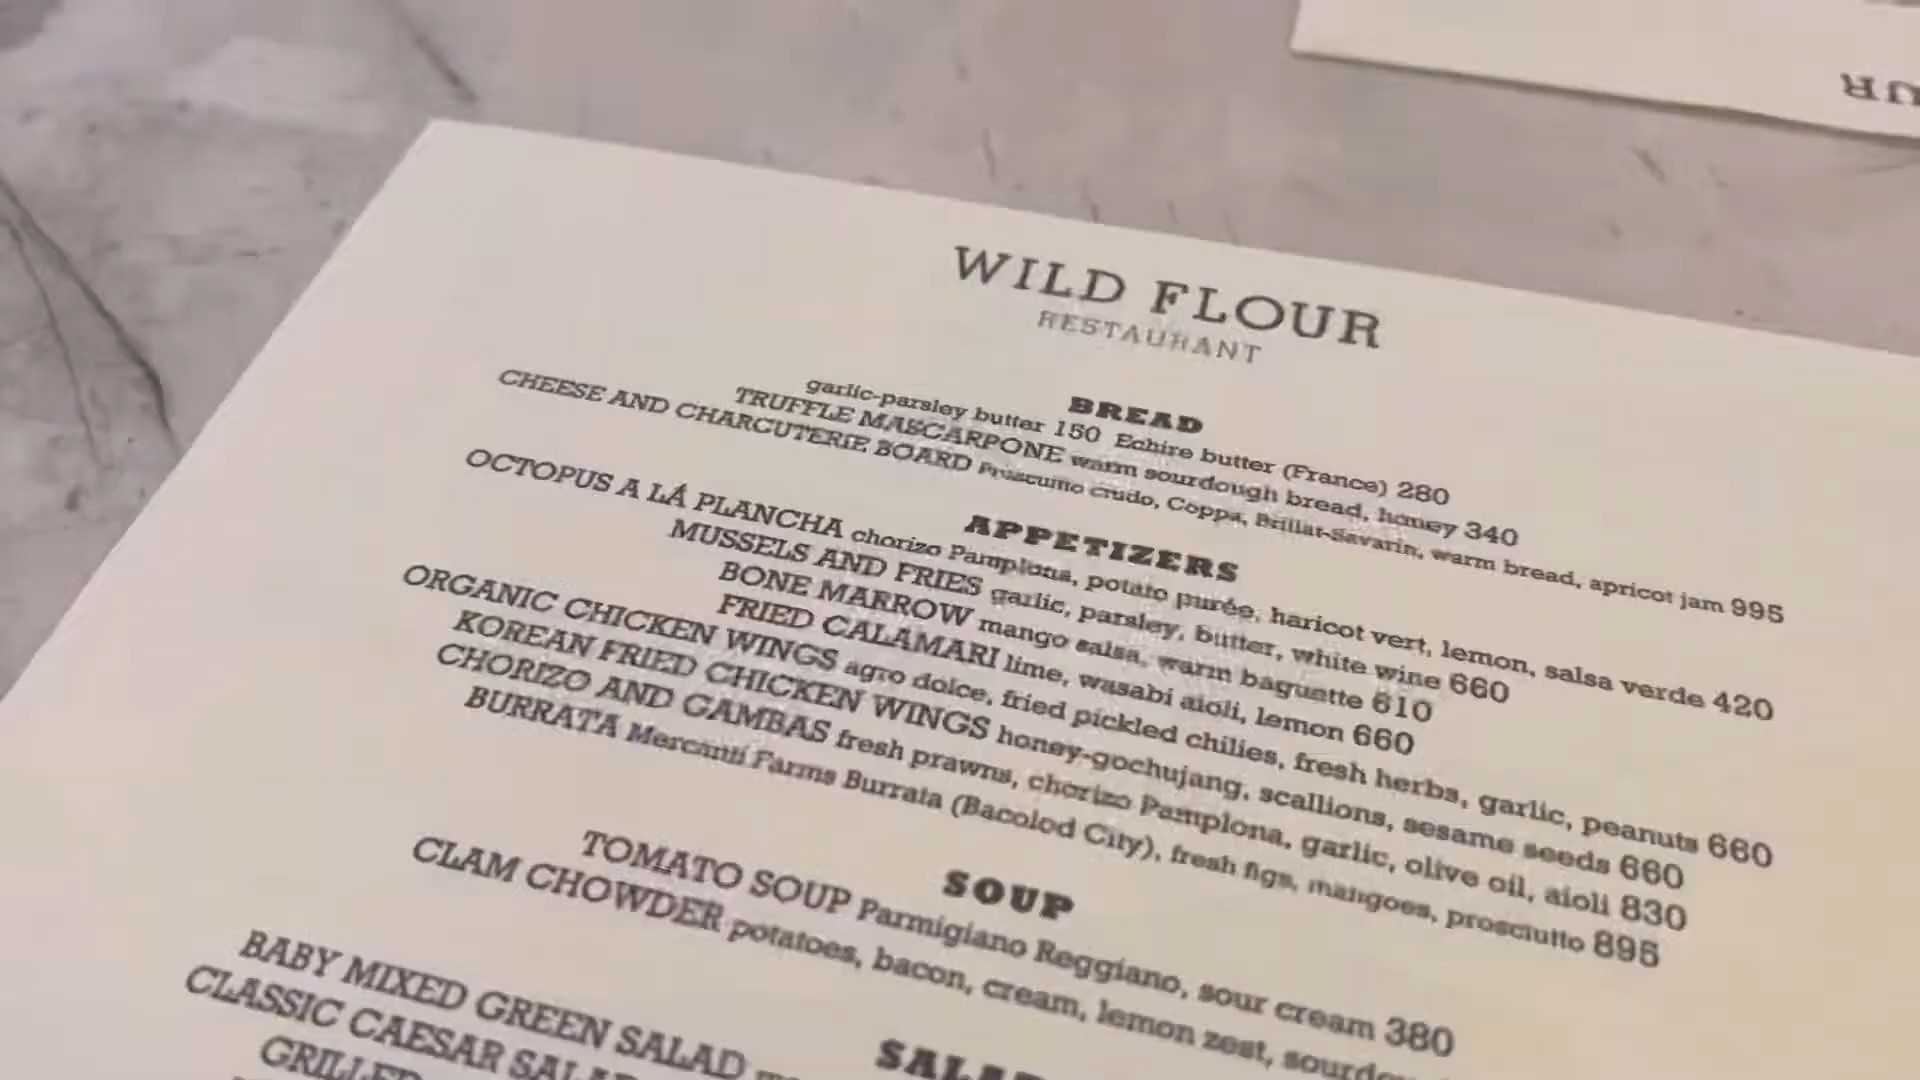 UR
WILD FLOUR
RESTAURANT
BREAD
garlic-parsley butter 150 Echire butter (France) 280
TRUFFLE MASCARPONE warm sourdough bread, honey 340
CHEESE AND CHARCUTERIE BOARD Prosciutto crudo, Coppa, Brillat-Savarin, warm bread, apricot jam 995
APPETIZERS
OCTOPUS A LÁ PLANCHA chorizo Pamplona, potato purée, haricot vert, lemon, salsa verde 420
MUSSELS AND FRIES garlic, parsley, butter, white wine 660
BONE MARROW mango salsa, warm baguette 610
FRIED CALAMARI lime, wasabi aioli, lemon 660
ORGANIC CHICKEN WINGS agro dolce, fried pickled chilies, fresh herbs, garlic, peanuts 660
KOREAN FRIED CHICKEN WINGS honey-gochujang, scallions, sesame seeds 660
CHORIZO AND GAMBAS fresh prawns, chorizo Pamplona, garlic, olive oil, aioli 830
BURRATA Mercanti Farms Burrata (Bacolod City), fresh figs, mangoes, prosciutto 895
SOUP
TOMATO SOUP Parmigiano Reggiano, sour cream 380
CLAM CHOWDER potatoes, bacon, cream, lemon zest,
BABY MIXED GREEN SALAD
CLASSIC CAESAR
GRILLED